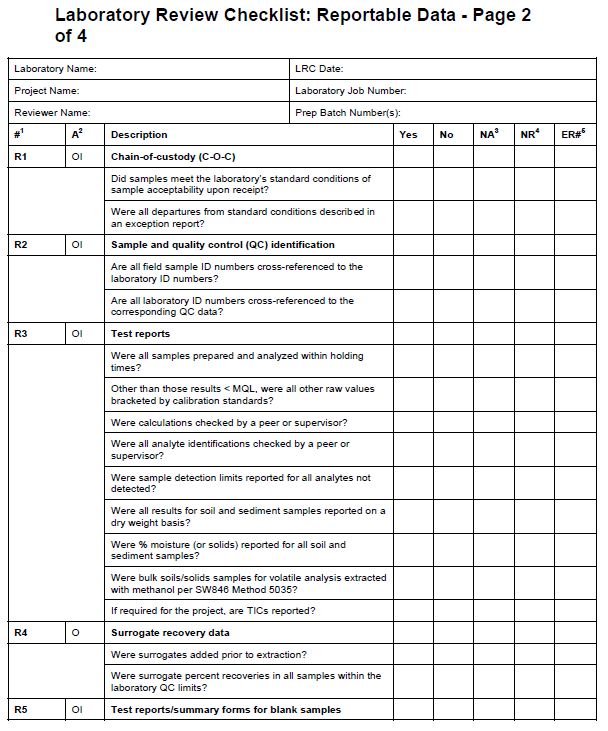 Laboratory Review Checklist: Reportable Data - Page 2
of 4
Laboratory Name: LRC Date:
Project Name: Laboratory Job Number:
Reviewer Name: Prep Batch Number(s):
#1 A2 Description Yes No NA3 NR4 ER#5
R1 OI Chain-of-custody (C-O-C)
Did samples meet the laboratory's standard conditions of
sample acceptability upon receipt?
Were all departures from standard conditions described in
an exception report?
R2 OI Sample and quality control (QC) identification
Are all field sample ID numbers cross-referenced to the
laboratory ID numbers?
Are all laboratory ID numbers cross-referenced to the
corresponding QC data?
R3 OI Test reports
Were all samples prepared and analyzed within holding
times?
Other than those results < MQL, were all other raw values
bracketed by calibration standards?
Were calculations checked by a peer or supervisor?
Were all analyte identifications checked by a peer or
supervisor?
Were sample detection limits reported for all analytes not
detected?
Were all results for soil and sediment samples reported on a
dry weight basis?
Were % moisture (or solids) reported for all soil and
sediment samples?
Were bulk soils/solids samples for volatile analysis extracted
with methanol per SW846 Method 5035?
If required for the project, are TICs reported?
R4 O Surrogate recovery data
Were surrogates added prior to extraction?
Were surrogate percent recoveries in all samples within the
laboratory QC limits?
R5 OI Test reports/summary forms for blank samples